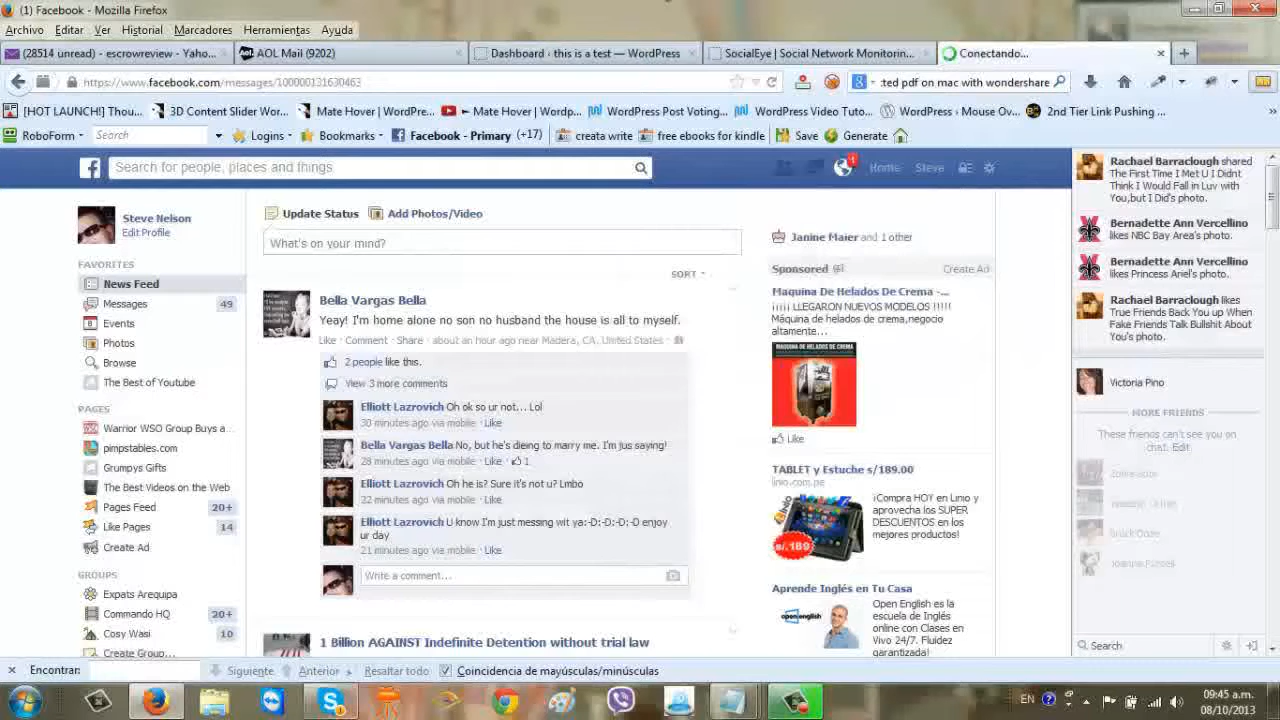 (1) Facebook - Mozilla Firefox
Archivo Editar Ver Historial Marcadores Herramientas Ayuda
(28514 unread) - escrowreview - Yaho...
AOL Mail (9202)
Dashboard - this is a test — WordPress
SocialEye | Social Network Monitorin...
Conectando...
https://www.facebook.com/messages/100000131630463
ted pdf on mac with wondershare
[HOT LAUNCH!] Thou...
3D Content Slider Wor...
Mate Hover | WordPre...
► Mate Hover | Wordp...
WordPress Post Voting...
WordPress Video Tuto...
WordPress › Mouse Ov...
2nd Tier Link Pushing ...
RoboForm
Search
Logins
Bookmarks
Facebook - Primary (+17)
create write
free ebooks for kindle
Save
Generate
Search for people, places and things
1
Home
Steve
Steve Nelson
Edit Profile
FAVORITES
News Feed
Messages 49
Events
Photos
Browse
The Best of Youtube
PAGES
Warrior WSO Group Buys a...
pimpstables.com
Grumpys Gifts
The Best Videos on the Web
Pages Feed 20+
Like Pages
Create Ad
GROUPS
Expats Arequipa
Commando HQ 20+
Cosy Wasi 10
Create Group...
Update Status
Add Photos/Video
What's on your mind?
SORT
Bella Vargas Bella
Yeay! I'm home alone no son no husband the house is all to myself.
Like · Comment · Share · about an hour ago near Madera, CA, United States ·
2 people like this.
View 3 more comments
Elliott Lazrovich Oh ok so ur not... Lol
30 minutes ago via mobile · Like
Bella Vargas Bella No, but he's dieing to marry me. I'm jus saying!
28 minutes ago via mobile · Like · 1
Elliott Lazrovich Oh he is? Sure it's not u? Lmbo
22 minutes ago via mobile · Like
Elliott Lazrovich U know I'm just messing wit ya:-D:-D:-D:-D enjoy
ur day
21 minutes ago via mobile · Like
Write a comment...
1 Billion AGAINST Indefinite Detention without trial law
Janine Maier and 1 other
Sponsored
Create Ad
Maquina De Helados De Crema -...
¡¡¡¡¡ LLEGARON NUEVOS MODELOS !!!!!
Máquina de helados de crema,negocio
altamente...
MAQUINA DE HELADOS DE CREMA
Like
TABLET y Estuche s/189.00
linio.com.pe
¡Compra HOY en Linio y
aprovecha los SUPER
DESCUENTOS en los
mejores productos!
s/.189
Aprende Inglés en Tu Casa
open english
Open English es la
escuela de Inglés
online con Clases en
Vivo 24/7. Fluidez
garantizada!
Rachael Barraclough shared
The First Time I Met U I Didnt
Think I Would Fall in Luv with
You,but I Did's photo.
Bernadette Ann Vercellino
likes NBC Bay Area's photo.
Bernadette Ann Vercellino
likes Princess Ariel's photo.
Rachael Barraclough likes
True Friends Back You up When
Fake Friends Talk Bullshit About
You's photo.
Victoria Pino
MORE FRIENDS
These friends can't see you on
chat. Edit
Search
Encontrar:
Siguiente
Anterior
Resaltar todo
Coincidencia de mayúsculas/minúsculas
EN
09:45 a.m.
08/10/2013